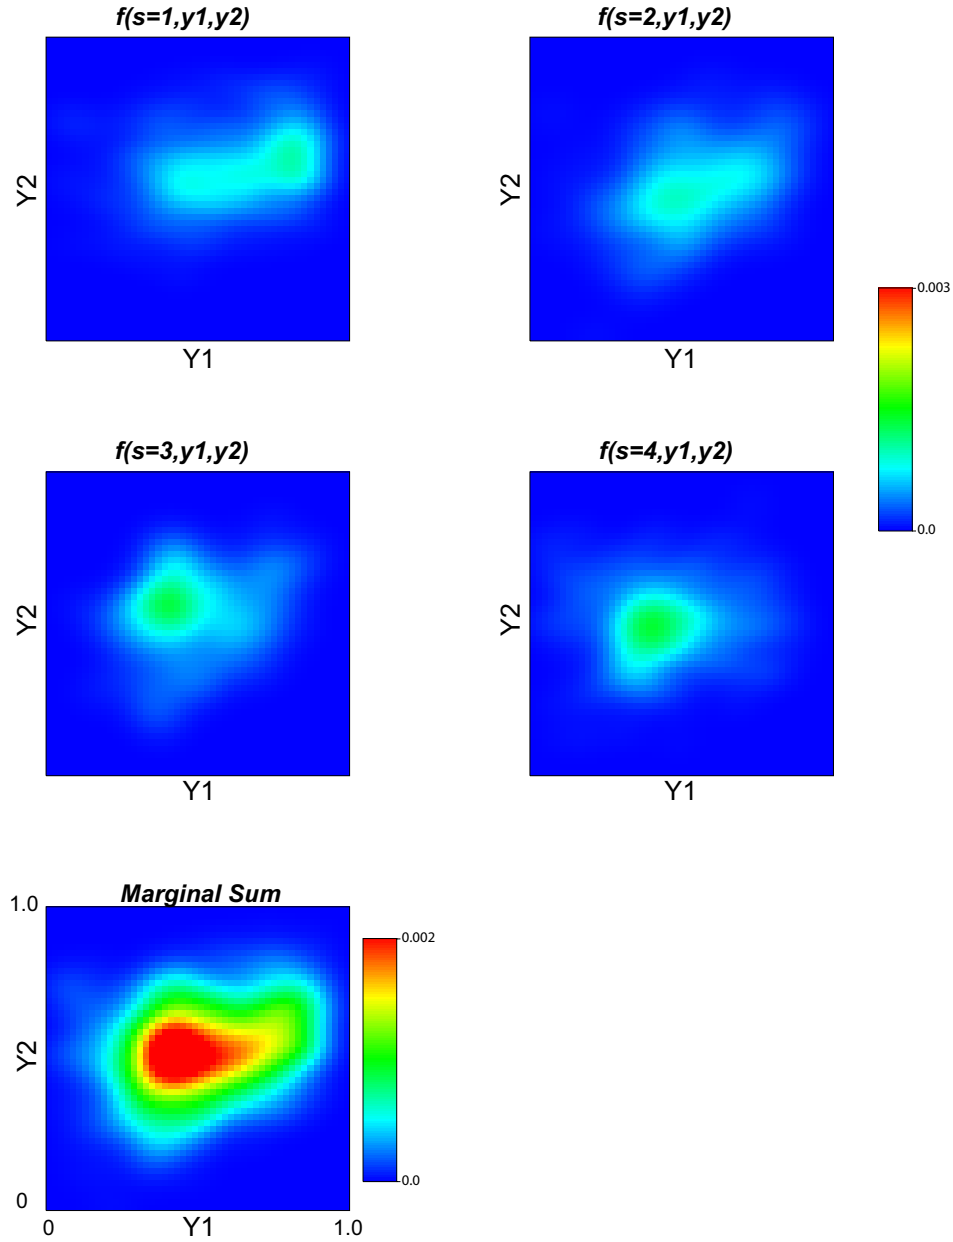 f(s=1,y1,y2)
f(s=2,y1,y2)
Y2
Y1
Y2
Y1
0.003
0.0
f(s=3,y1,y2)
f(s=4,y1,y2)
Y2
Y1
Y2
Y1
Marginal Sum
1.0
Y2
0
0
Y1
1.0
0.002
0.0